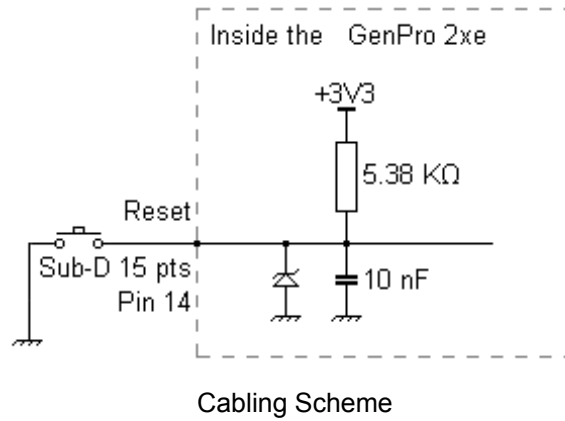 Inside the GenPro 2xe
+3V3
5.38 KΩ
Reset
Sub-D 15 pts
Pin 14
10 nF
Cabling Scheme